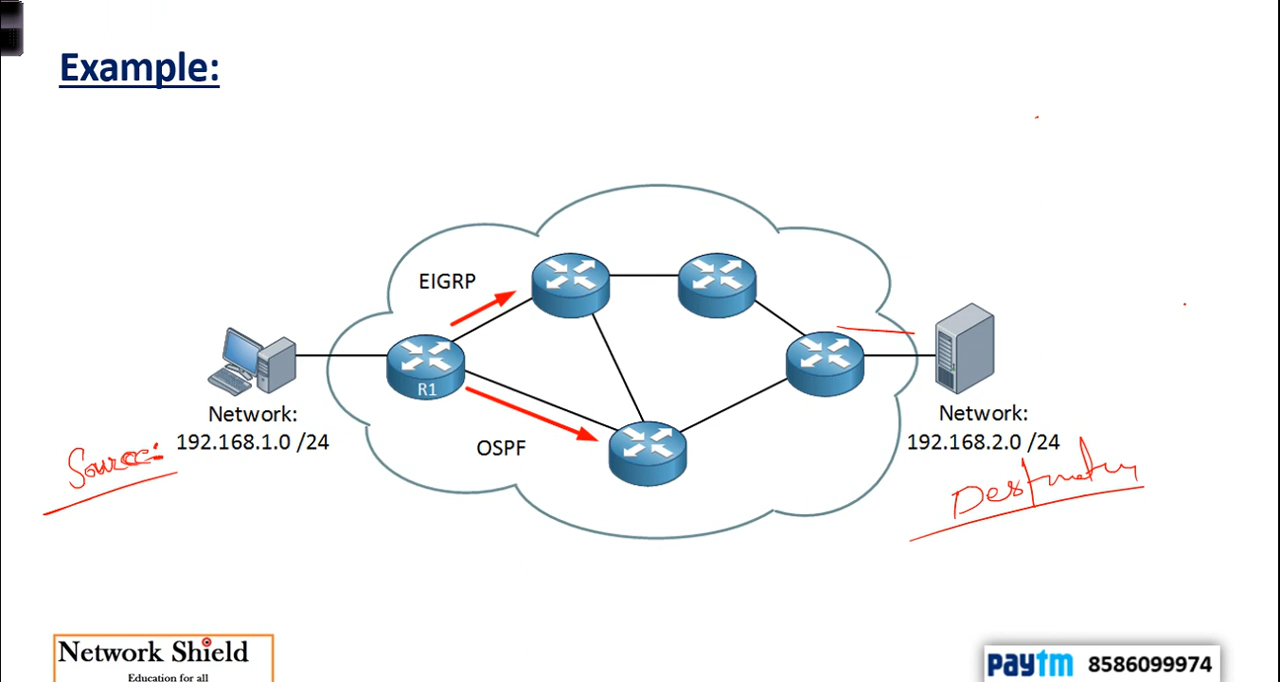 Example:
EIGRP
R1
OSPF
Network:
192.168.1.0 /24
Network:
192.168.2.0 /24
Source:
Network Shield
Education for all
paytm 8586099974